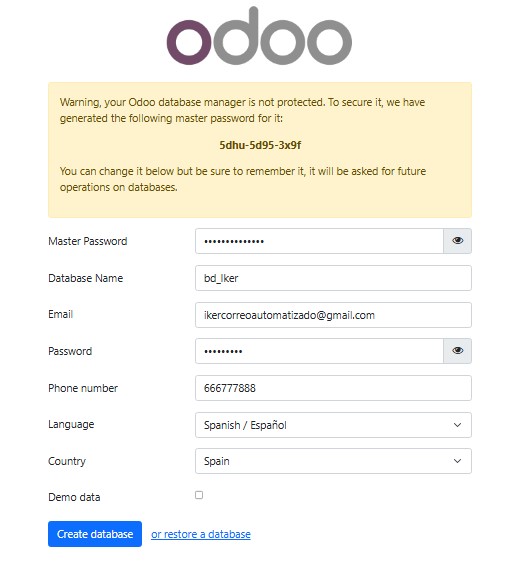 odoo
Warning, your Odoo database manager is not protected. To secure it, we have
generated the following master password for it:
5dhu-5d95-3x9f
You can change it below but be sure to remember it, it will be asked for future
operations on databases.
Master Password ••••••••••••••
Database Name bd_Iker
Email ikercorreoautomatizado@gmail.com
Password •••••••••
Phone number 666777888
Language Spanish / Español
Country Spain
Demo data
Create database or restore a database